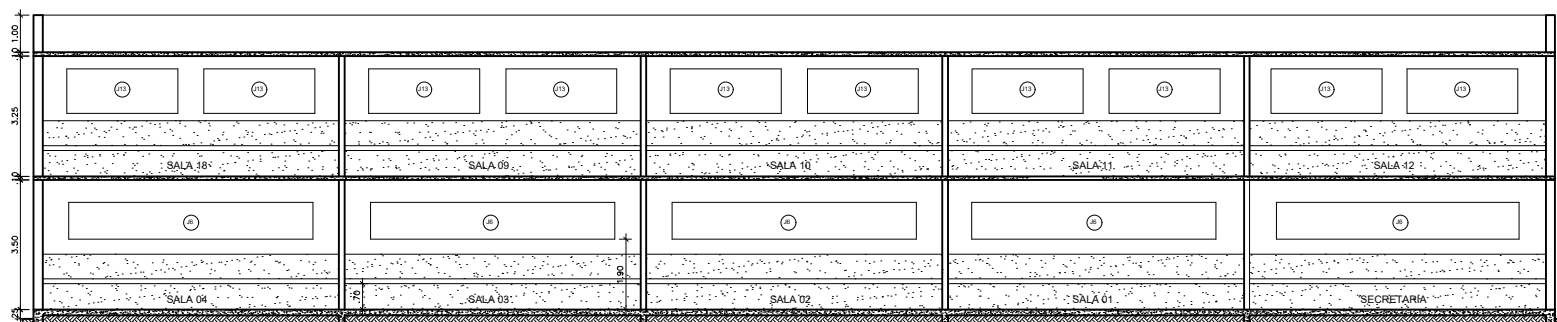 1.00
.10
J13 J13 J13 J13 J13 J13 J13 J13 J13 J13
3.25
SALA 18 SALA 09 SALA 10 SALA 11 SALA 12
.10
J6 J6 J6 J6 J6
3.50
1.90
.70
SALA 04 SALA 03 SALA 02 SALA 01 SECRETARIA
.25